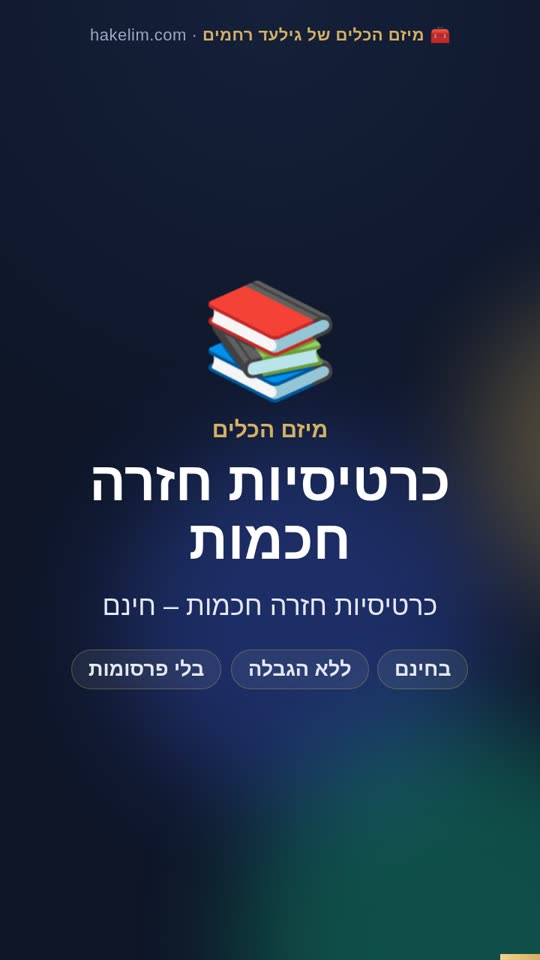 🧰 מיזם הכלים של גילעד רחמים · hakelim.com
מיזם הכלים
כרטיסיות חזרה
חכמות
כרטיסיות חזרה חכמות – חינם
בחינם
ללא הגבלה
בלי פרסומות